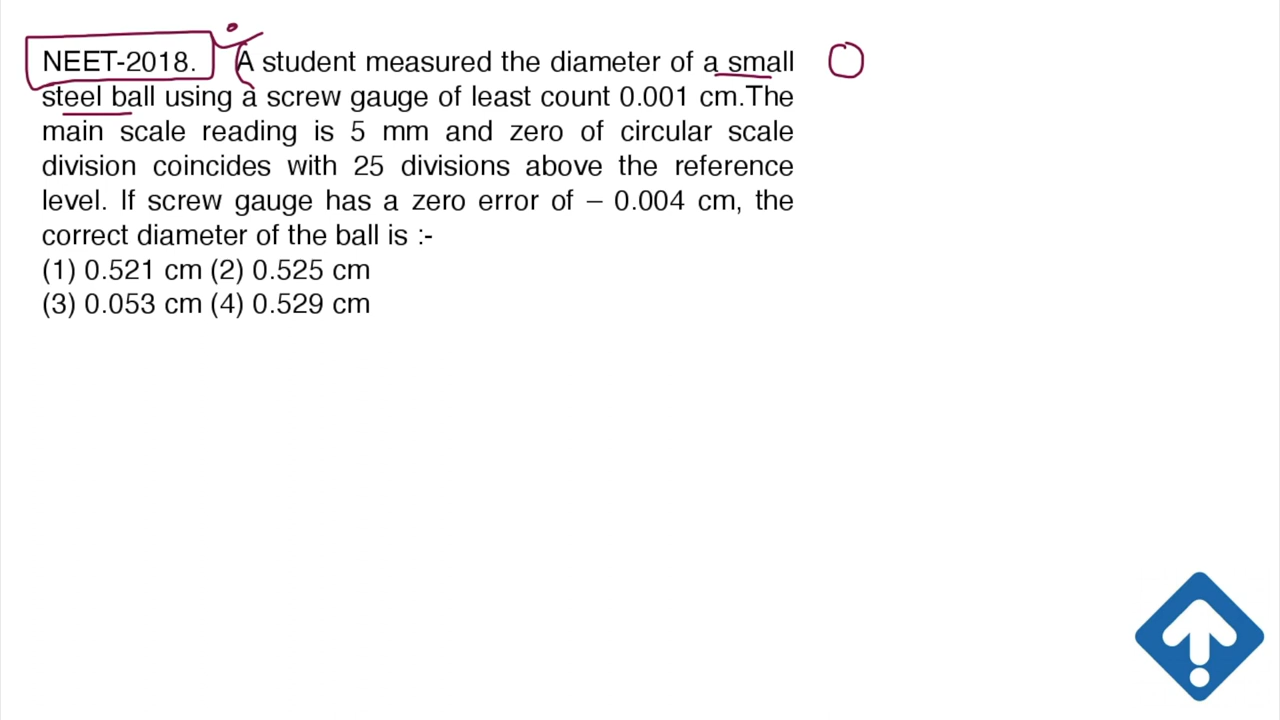 NEET-2018. A student measured the diameter of a small
steel ball using a screw gauge of least count 0.001 cm.The
main scale reading is 5 mm and zero of circular scale
division coincides with 25 divisions above the reference
level. If screw gauge has a zero error of – 0.004 cm, the
correct diameter of the ball is :-
(1) 0.521 cm (2) 0.525 cm
(3) 0.053 cm (4) 0.529 cm